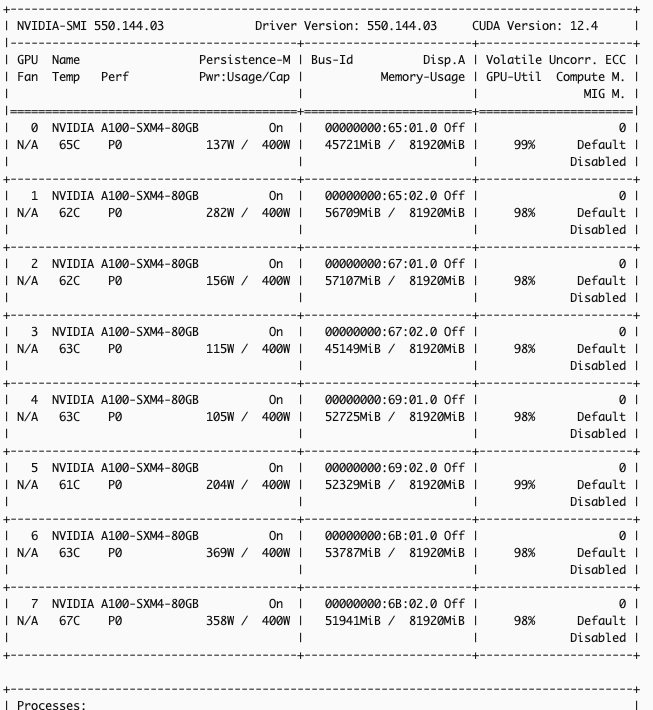 +-----------------------------------------------------------------------------------------+
| NVIDIA-SMI 550.144.03             Driver Version: 550.144.03     CUDA Version: 12.4     |
|-----------------------------------------+------------------------+----------------------+
| GPU  Name                 Persistence-M | Bus-Id          Disp.A | Volatile Uncorr. ECC |
| Fan  Temp   Perf          Pwr:Usage/Cap |           Memory-Usage | GPU-Util  Compute M. |
|                                         |                        |               MIG M. |
|=========================================+========================+======================|
|   0  NVIDIA A100-SXM4-80GB          On  |   00000000:65:01.0 Off |                    0 |
| N/A   65C    P0            137W /  400W |   45721MiB /  81920MiB |     99%      Default |
|                                         |                        |             Disabled |
+-----------------------------------------+------------------------+----------------------+
|   1  NVIDIA A100-SXM4-80GB          On  |   00000000:65:02.0 Off |                    0 |
| N/A   62C    P0            282W /  400W |   56709MiB /  81920MiB |     98%      Default |
|                                         |                        |             Disabled |
+-----------------------------------------+------------------------+----------------------+
|   2  NVIDIA A100-SXM4-80GB          On  |   00000000:67:01.0 Off |                    0 |
| N/A   62C    P0            156W /  400W |   57107MiB /  81920MiB |     98%      Default |
|                                         |                        |             Disabled |
+-----------------------------------------+------------------------+----------------------+
|   3  NVIDIA A100-SXM4-80GB          On  |   00000000:67:02.0 Off |                    0 |
| N/A   63C    P0            115W /  400W |   45149MiB /  81920MiB |     98%      Default |
|                                         |                        |             Disabled |
+-----------------------------------------+------------------------+----------------------+
|   4  NVIDIA A100-SXM4-80GB          On  |   00000000:69:01.0 Off |                    0 |
| N/A   63C    P0            105W /  400W |   52725MiB /  81920MiB |     98%      Default |
|                                         |                        |             Disabled |
+-----------------------------------------+------------------------+----------------------+
|   5  NVIDIA A100-SXM4-80GB          On  |   00000000:69:02.0 Off |                    0 |
| N/A   61C    P0            204W /  400W |   52329MiB /  81920MiB |     99%      Default |
|                                         |                        |             Disabled |
+-----------------------------------------+------------------------+----------------------+
|   6  NVIDIA A100-SXM4-80GB          On  |   00000000:6B:01.0 Off |                    0 |
| N/A   63C    P0            369W /  400W |   53787MiB /  81920MiB |     98%      Default |
|                                         |                        |             Disabled |
+-----------------------------------------+------------------------+----------------------+
|   7  NVIDIA A100-SXM4-80GB          On  |   00000000:6B:02.0 Off |                    0 |
| N/A   67C    P0            358W /  400W |   51941MiB /  81920MiB |     98%      Default |
|                                         |                        |             Disabled |
+-----------------------------------------+------------------------+----------------------+

+-----------------------------------------------------------------------------------------+
| Processes:                                                                              |